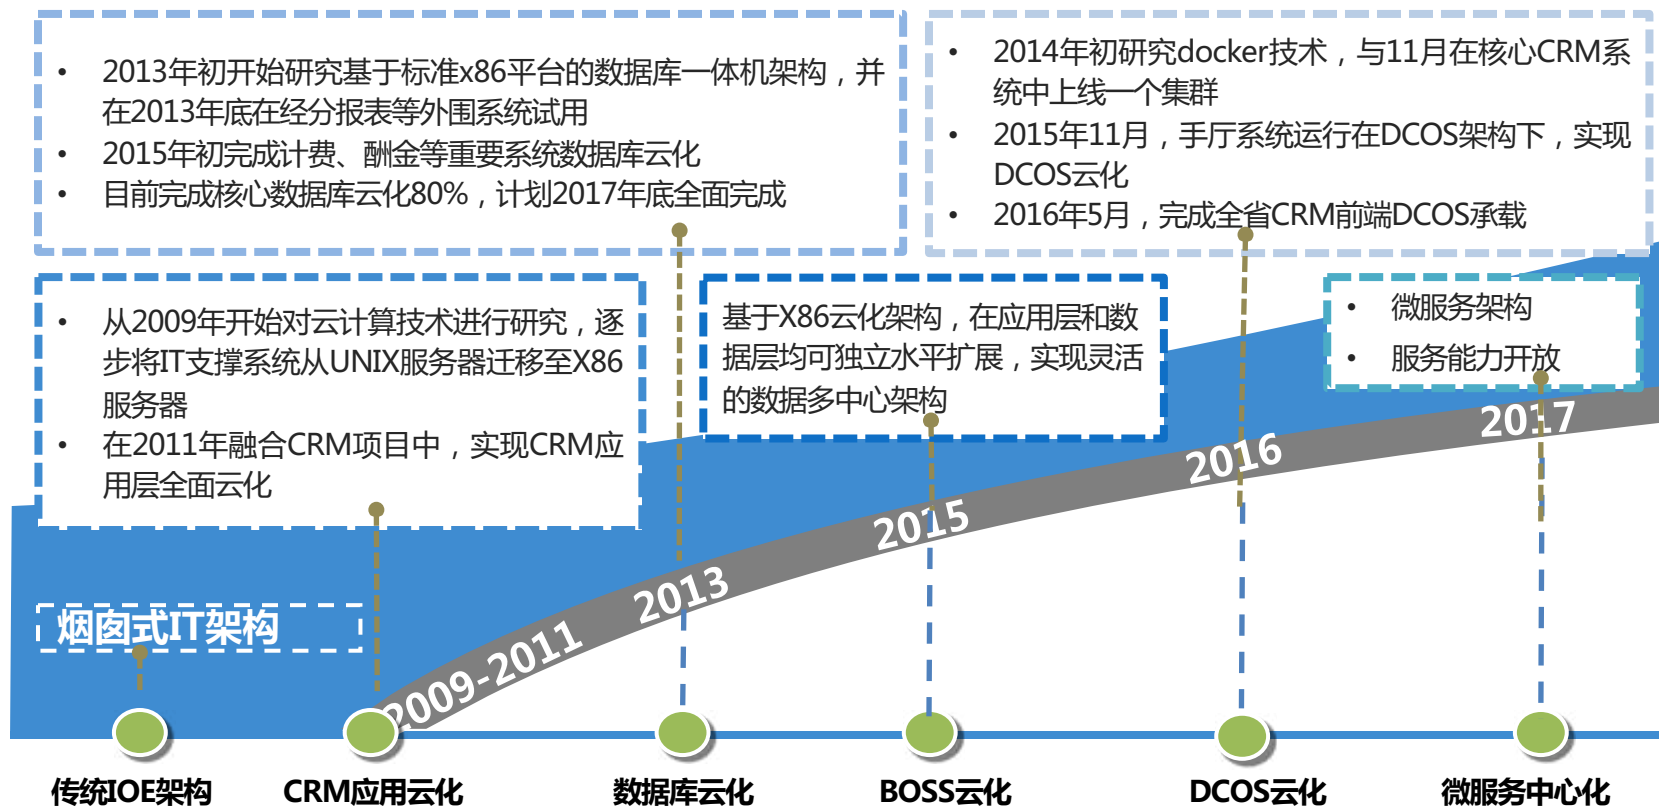 • 2013年初开始研究基于标准x86平台的数据库一体机架构，并
在2013年底在经分报表等外围系统试用
• 2015年初完成计费、酬金等重要系统数据库云化
• 目前完成核心数据库云化80%，计划2017年底全面完成
• 2014年初研究docker技术，与11月在核心CRM系
统中上线一个集群
• 2015年11月，手厅系统运行在DCOS架构下，实现
DCOS云化
• 2016年5月，完成全省CRM前端DCOS承载
• 从2009年开始对云计算技术进行研究，逐
步将IT支撑系统从UNIX服务器迁移至X86
服务器
• 在2011年融合CRM项目中，实现CRM应
用层全面云化
基于X86云化架构，在应用层和数
据层均可独立水平扩展，实现灵活
的数据多中心架构
• 微服务架构
• 服务能力开放
烟囱式IT架构
2009-2011
2013
2015
2016
2017
传统IOE架构
CRM应用云化
数据库云化
BOSS云化
DCOS云化
微服务中心化